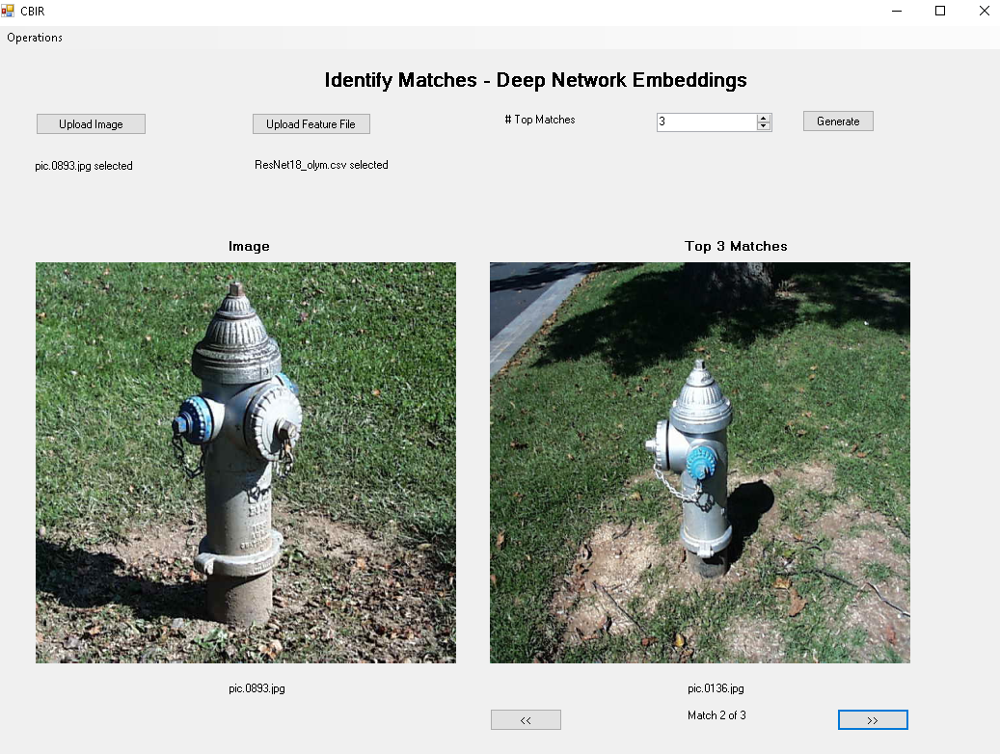 CBIR
Operations
Identify Matches - Deep Network Embeddings
Upload Image
Upload Feature File
# Top Matches
3
Generate
pic.0893.jpg selected
ResNet18_olym.csv selected
Image
Top 3 Matches
pic.0893.jpg
pic.0136.jpg
<<
Match 2 of 3
>>